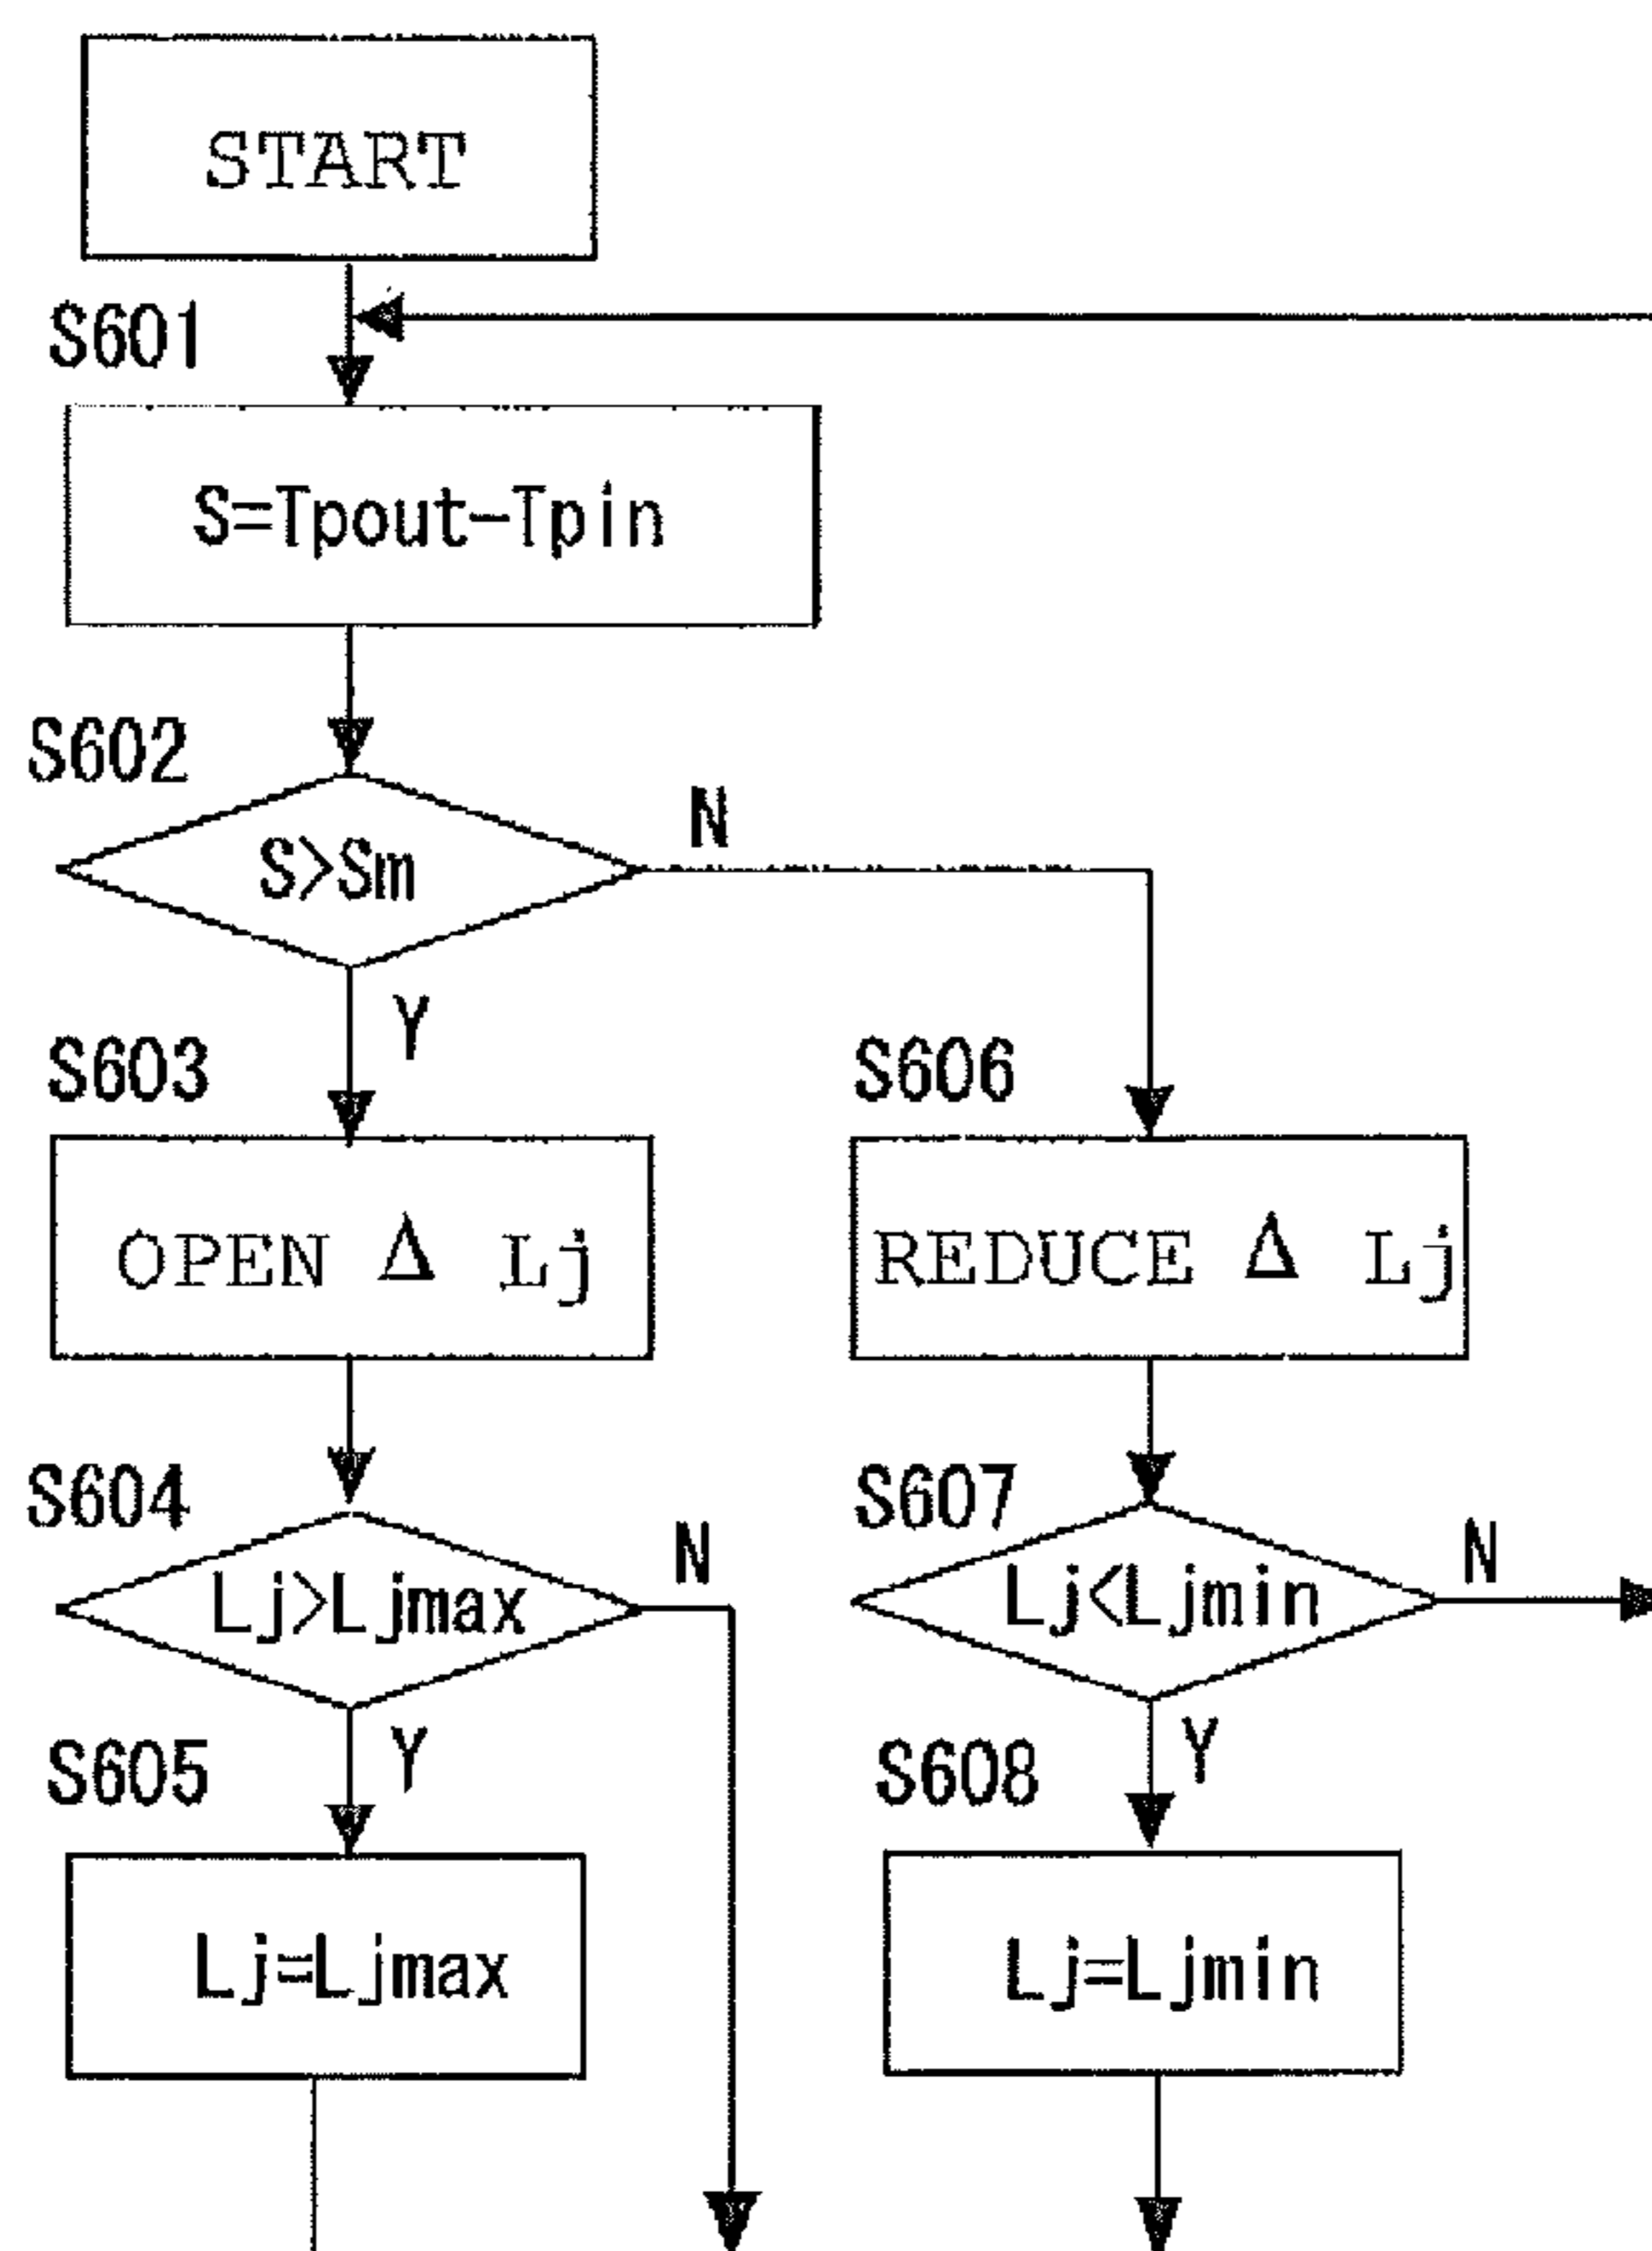 START
S601
S=Tpout-Tpin
S602
S>Sm
N
Y
S603
OPEN Δ Lj
S606
REDUCE Δ Lj
S604
Lj>Ljmax
N
Y
S607
Lj<Ljmin
N
Y
S605
Lj=Ljmax
S608
Lj=Ljmin